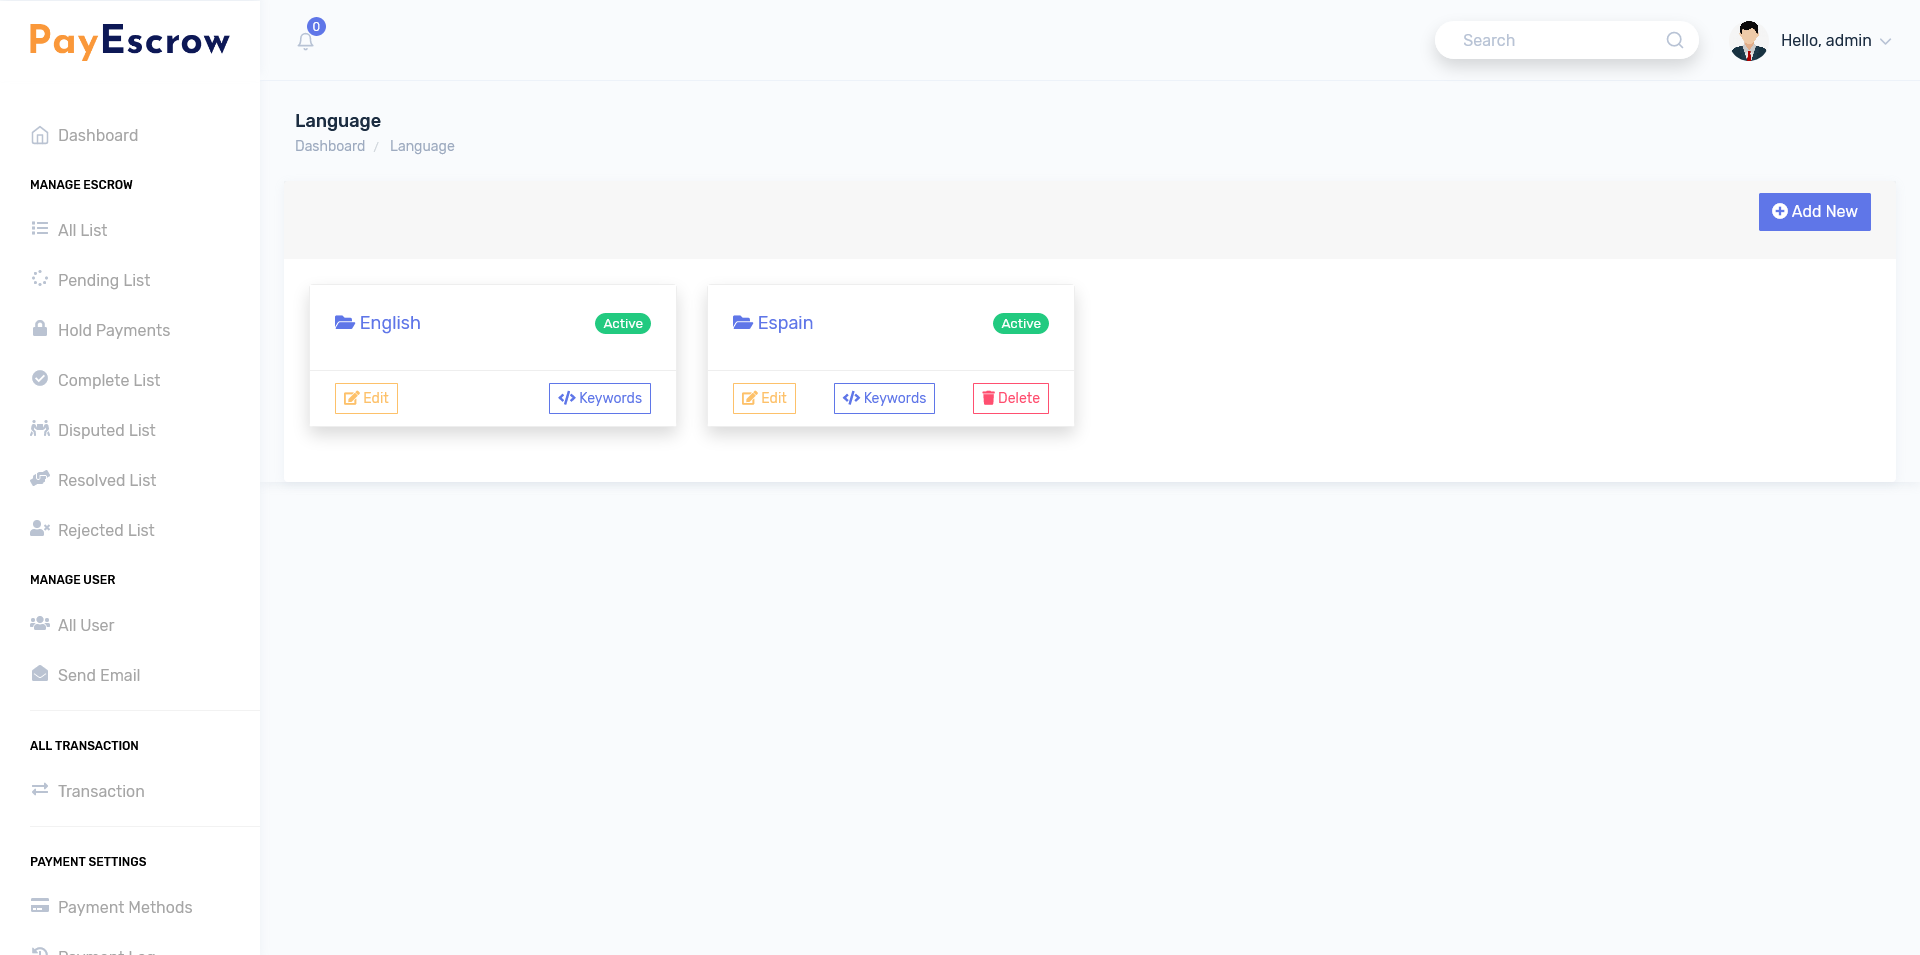 PayEscrow
0
Search
Hello, admin
Dashboard
MANAGE ESCROW
All List
Pending List
Hold Payments
Complete List
Disputed List
Resolved List
Rejected List
MANAGE USER
All User
Send Email
ALL TRANSACTION
Transaction
PAYMENT SETTINGS
Payment Methods
Payment Log
Language
Dashboard / Language
Add New
English Active
Edit Keywords
Espain Active
Edit Keywords Delete